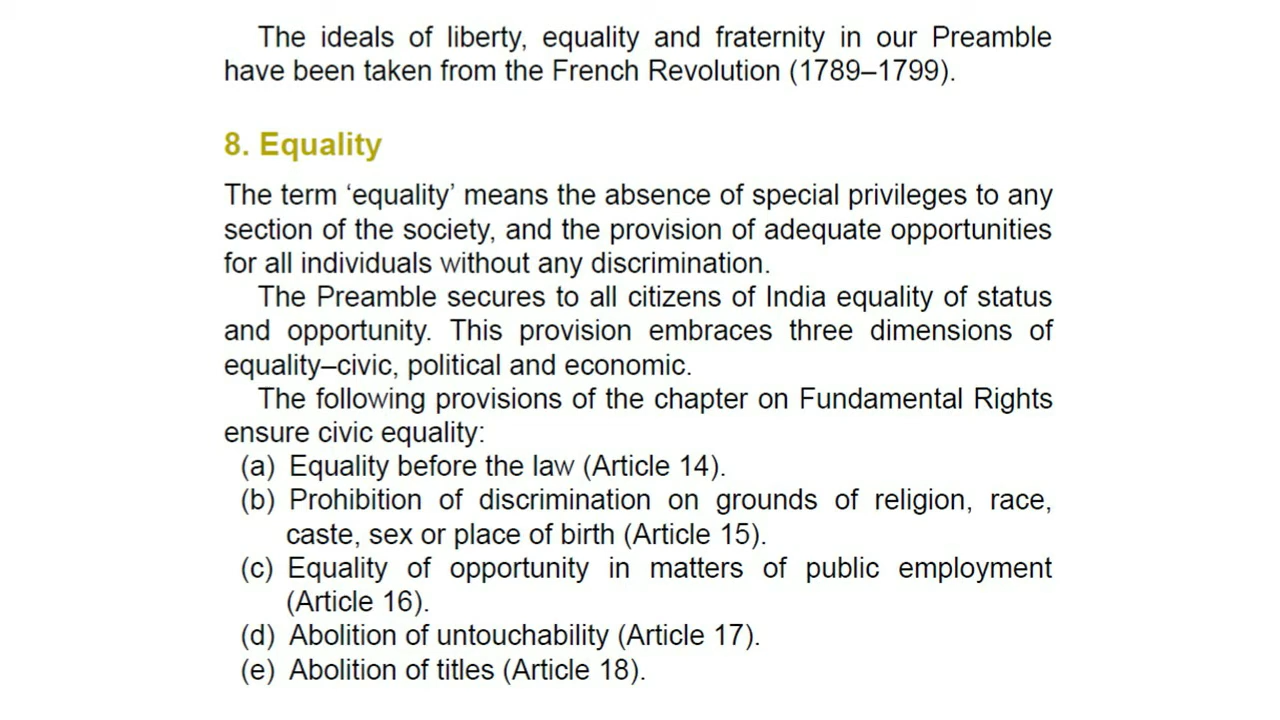 The ideals of liberty, equality and fraternity in our Preamble
have been taken from the French Revolution (1789–1799).
8. Equality
The term ‘equality’ means the absence of special privileges to any
section of the society, and the provision of adequate opportunities
for all individuals without any discrimination.
The Preamble secures to all citizens of India equality of status
and opportunity. This provision embraces three dimensions of
equality–civic, political and economic.
The following provisions of the chapter on Fundamental Rights
ensure civic equality:
(a) Equality before the law (Article 14).
(b) Prohibition of discrimination on grounds of religion, race,
caste, sex or place of birth (Article 15).
(c) Equality of opportunity in matters of public employment
(Article 16).
(d) Abolition of untouchability (Article 17).
(e) Abolition of titles (Article 18).